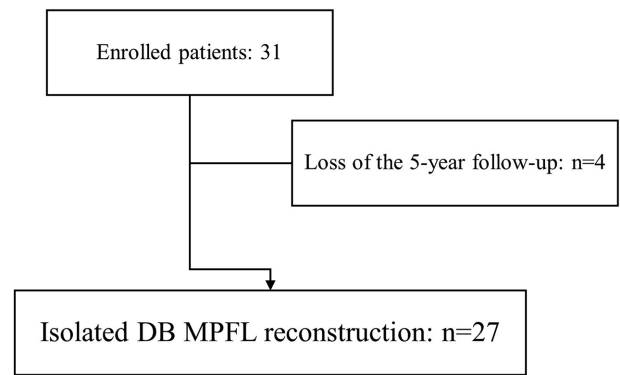 Enrolled patients: 31
Loss of the 5-year follow-up: n=4
Isolated DB MPFL reconstruction: n=27